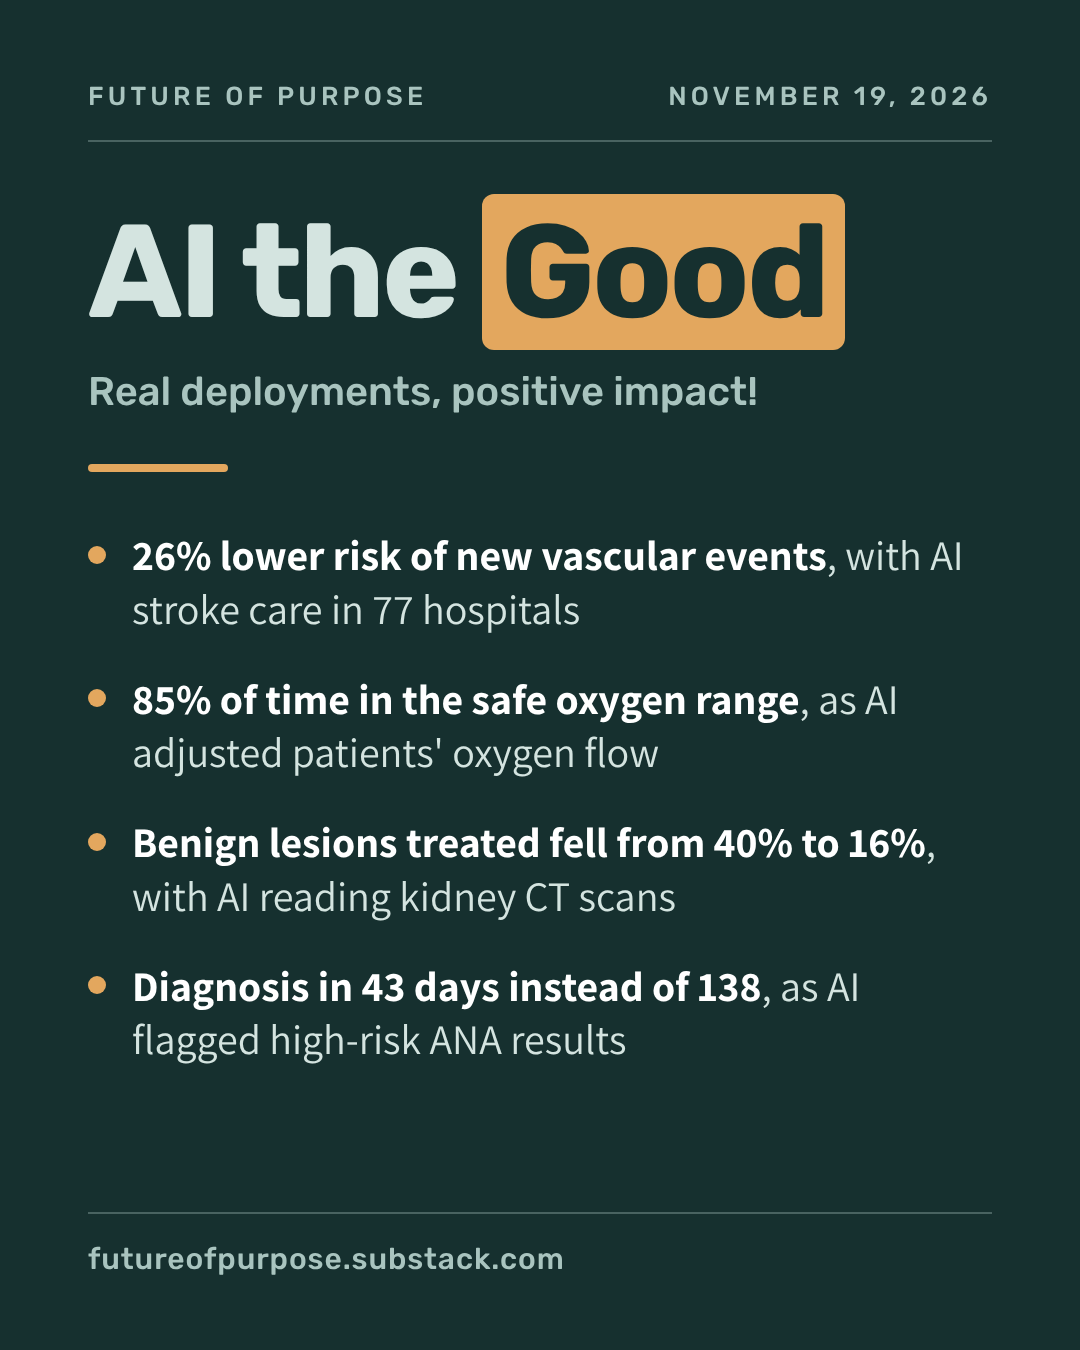 FUTURE OF PURPOSE
NOVEMBER 19, 2026
AI the Good
Real deployments, positive impact!
26% lower risk of new vascular events, with AI
stroke care in 77 hospitals
85% of time in the safe oxygen range, as AI
adjusted patients' oxygen flow
Benign lesions treated fell from 40% to 16%,
with AI reading kidney CT scans
Diagnosis in 43 days instead of 138, as AI
flagged high-risk ANA results
futureofpurpose.substack.com